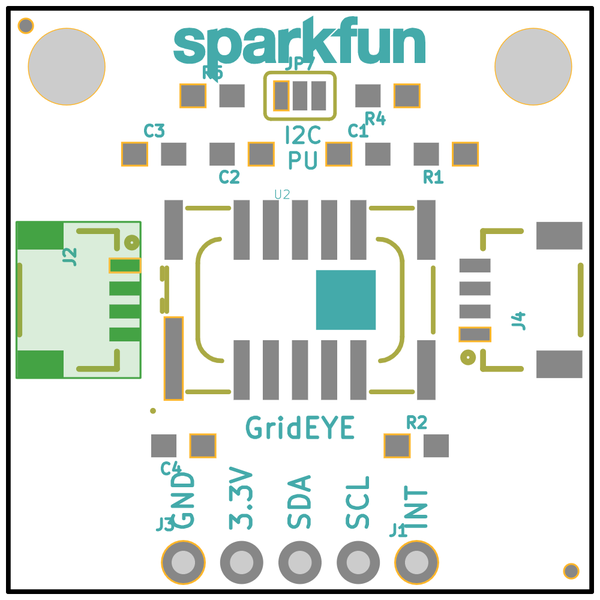 sparkfun
R5
JP7
R4
C3
I2C
C1
PU
C2
R1
U2
J2
J4
GridEYE
R2
C4
GND
3.3V
SDA
SCL
INT
J3
J1